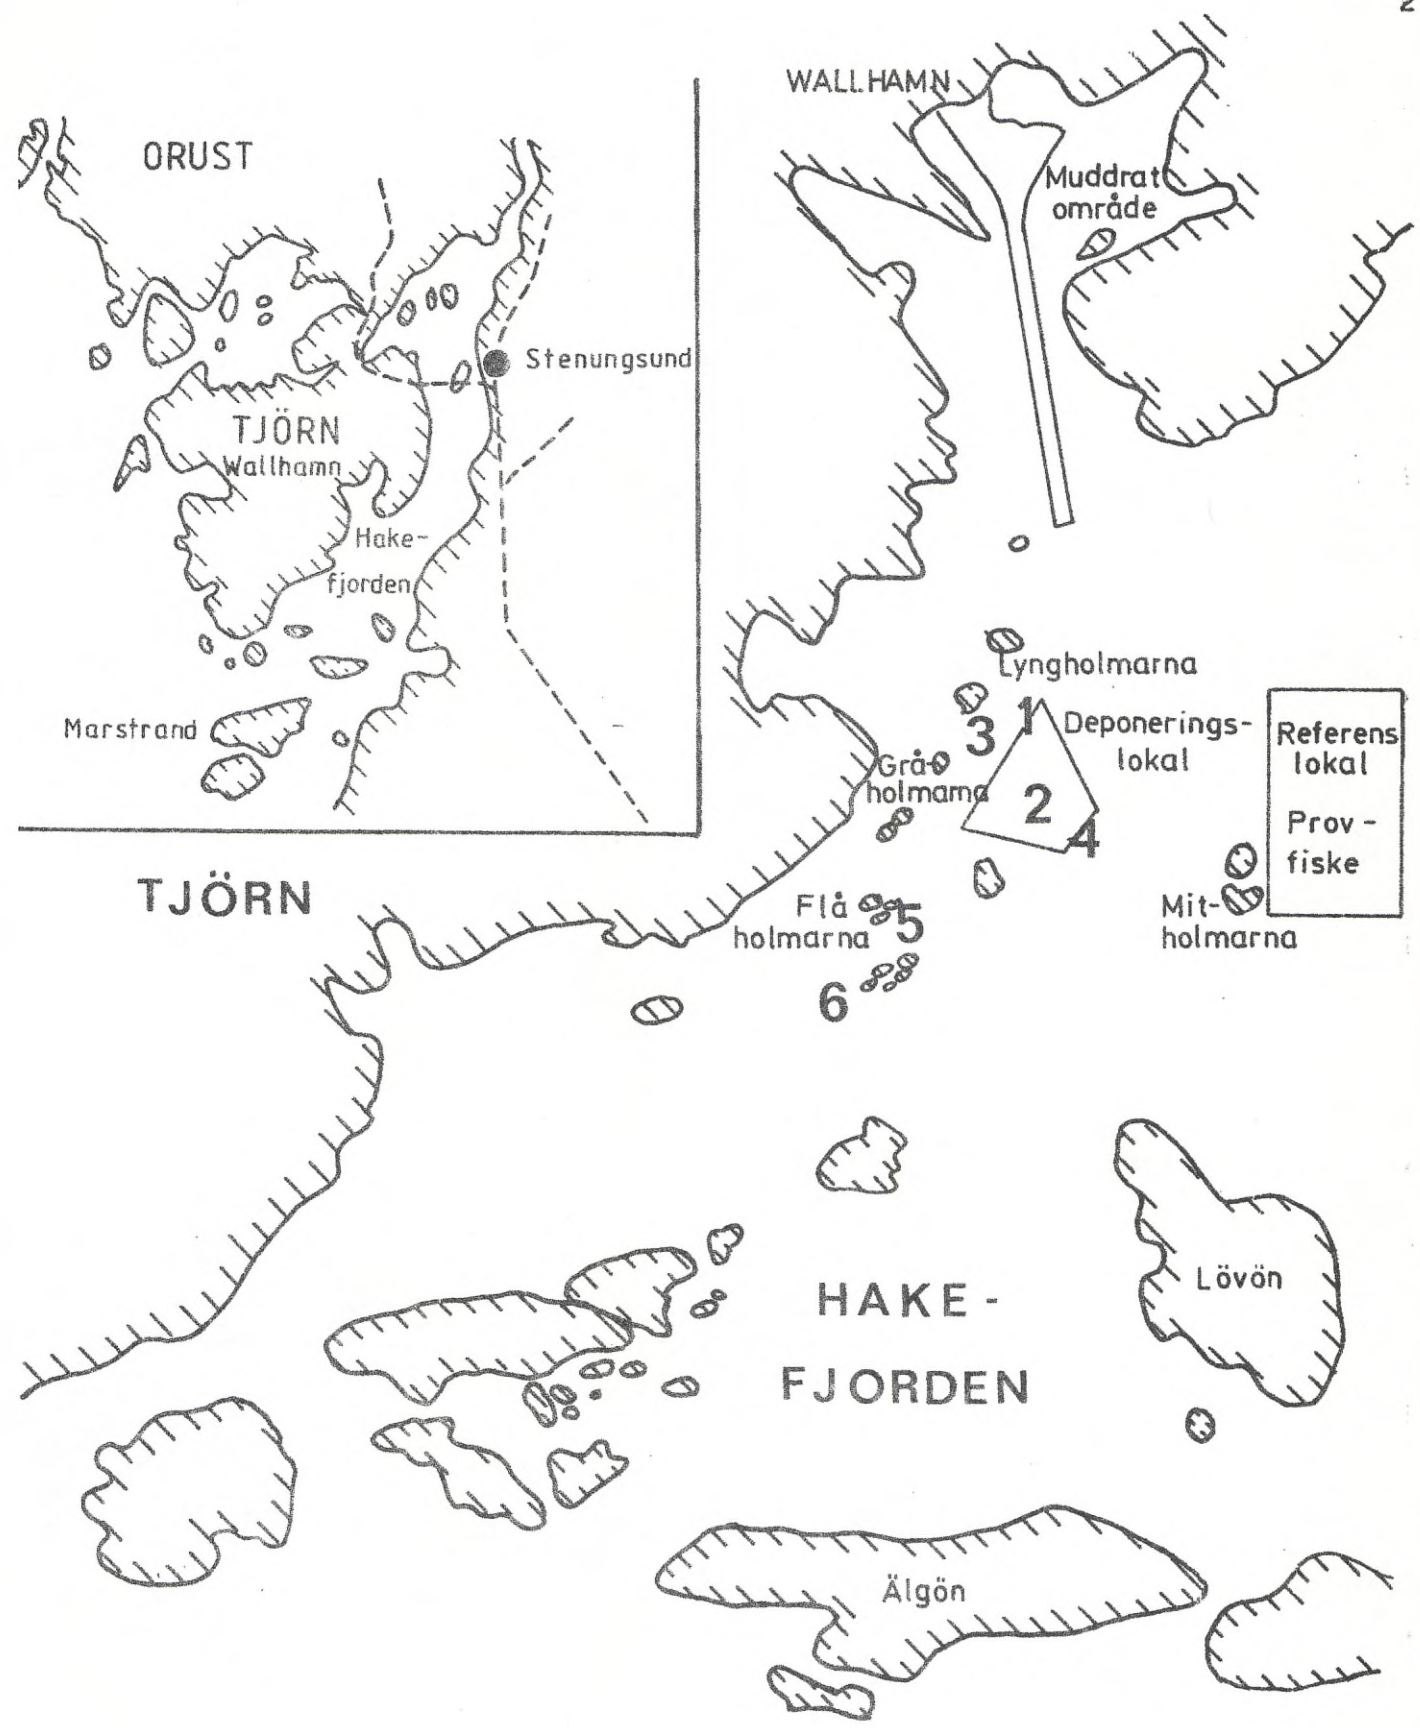 2
WALLHAMN
ORUST
Muddrat
område
Stenungsund
TJÖRN
Wallhamn
Hake-
fjorden
Marstrand
Lyngholmarna
1
3
Deponerings-
lokal
Grå-
holmarna
2
4
Referens
lokal
Prov-
fiske
TJÖRN
Flå
holmarna
5
6
Mit-
holmarna
Lövön
HAKE-
FJORDEN
Älgön